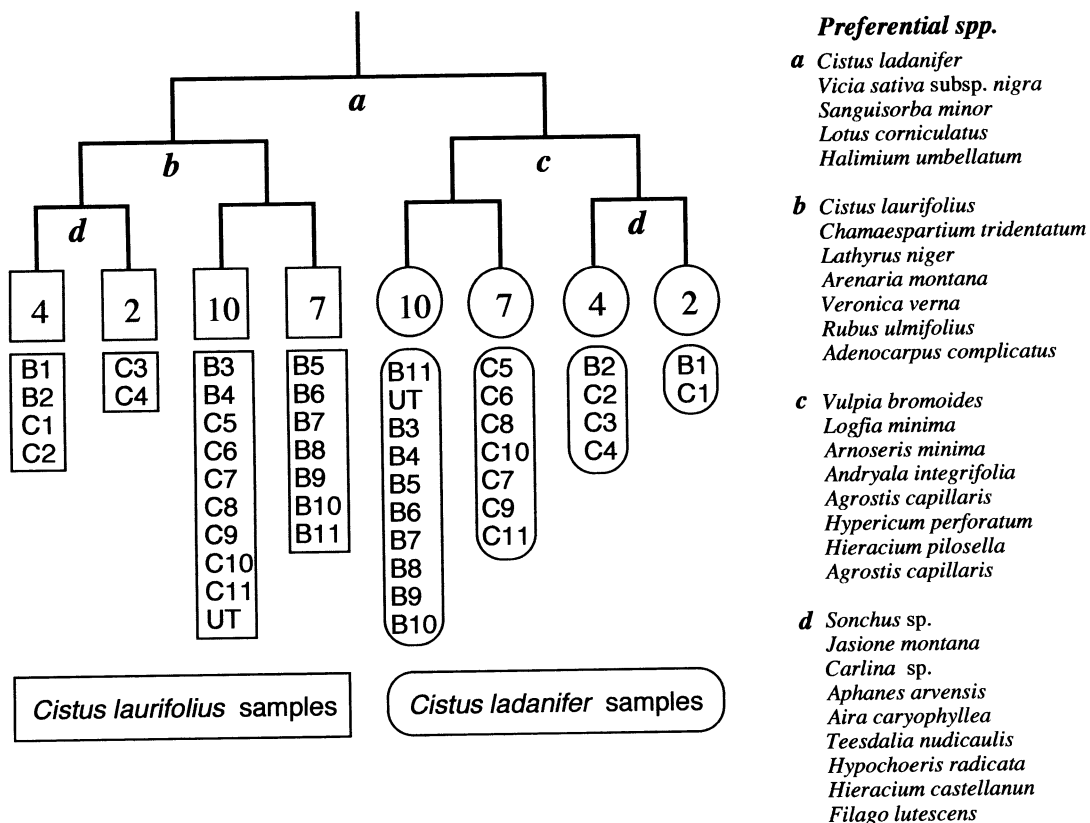 a
b
c
d
d
4
2
10
7
10
7
4
2
B1
B2
C1
C2
C3
C4
B3
B4
C5
C6
C7
C8
C9
C10
C11
UT
B5
B6
B7
B8
B9
B10
B11
B11
UT
B3
B4
B5
B6
B7
B8
B9
B10
C5
C6
C8
C10
C7
C9
C11
B2
C2
C3
C4
B1
C1
Cistus laurifolius samples
Cistus ladanifer samples
Preferential spp.
a Cistus ladanifer
Vicia sativa subsp. nigra
Sanguisorba minor
Lotus corniculatus
Halimium umbellatum
b Cistus laurifolius
Chamaespartium tridentatum
Lathyrus niger
Arenaria montana
Veronica verna
Rubus ulmifolius
Adenocarpus complicatus
c Vulpia bromoides
Logfia minima
Arnoseris minima
Andryala integrifolia
Agrostis capillaris
Hypericum perforatum
Hieracium pilosella
Agrostis capillaris
d Sonchus sp.
Jasione montana
Carlina sp.
Aphanes arvensis
Aira caryophyllea
Teesdalia nudicaulis
Hypochoeris radicata
Hieracium castellanun
Filago lutescens